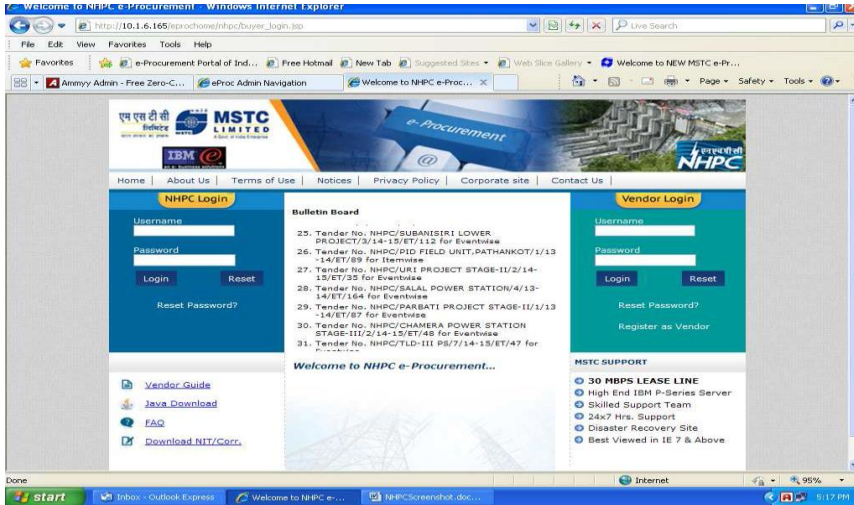 Welcome to NHPC e-Procurement - Windows Internet Explorer
http://10.1.6.165/eprochome/nhpc/buyer_login.jsp
Live Search
File Edit View Favorites Tools Help
Favorites e-Procurement Portal of Ind... Free Hotmail New Tab Suggested Sites Web Slice Gallery Welcome to NEW MSTC e-Pr...
Ammyy Admin - Free Zero-C... eProc Admin Navigation Welcome to NHPC e-Proc... Page Safety Tools
एम एस टी सी MSTC
लिमिटेड LIMITED
e-Procurement
@
IBM
एनएचपीसी
NHPC
Home | About Us | Terms of Use | Notices | Privacy Policy | Corporate site | Contact Us |
NHPC Login
Username
Password
Login Reset
Reset Password?
Bulletin Board
25. Tender No. NHPC/SUBANISIRI LOWER
PROJECT/3/14-15/ET/112 for Eventwise
26. Tender No. NHPC/PID FIELD UNIT,PATHANKOT/1/13
-14/ET/89 for Itemwise
27. Tender No. NHPC/URI PROJECT STAGE-II/2/14-
15/ET/35 for Eventwise
28. Tender No. NHPC/SALAL POWER STATION/4/13-
14/ET/164 for Eventwise
29. Tender No. NHPC/PARBATI PROJECT STAGE-II/1/13
-14/ET/87 for Eventwise
30. Tender No. NHPC/CHAMERA POWER STATION
STAGE-III/2/14-15/ET/48 for Eventwise
31. Tender No. NHPC/TLD-III PS/7/14-15/ET/47 for
Vendor Login
Username
Password
Login Reset
Reset Password?
Register as Vendor
Vendor Guide
Java Download
FAQ
Download NIT/Corr.
Welcome to NHPC e-Procurement...
MSTC SUPPORT
30 MBPS LEASE LINE
High End IBM P-Series Server
Skilled Support Team
24x7 Hrs. Support
Disaster Recovery Site
Best Viewed in IE 7 & Above
Done Internet 95%
start Inbox - Outlook Express Welcome to NHPC e-... NHPCScreenshot.doc... 5:17 PM